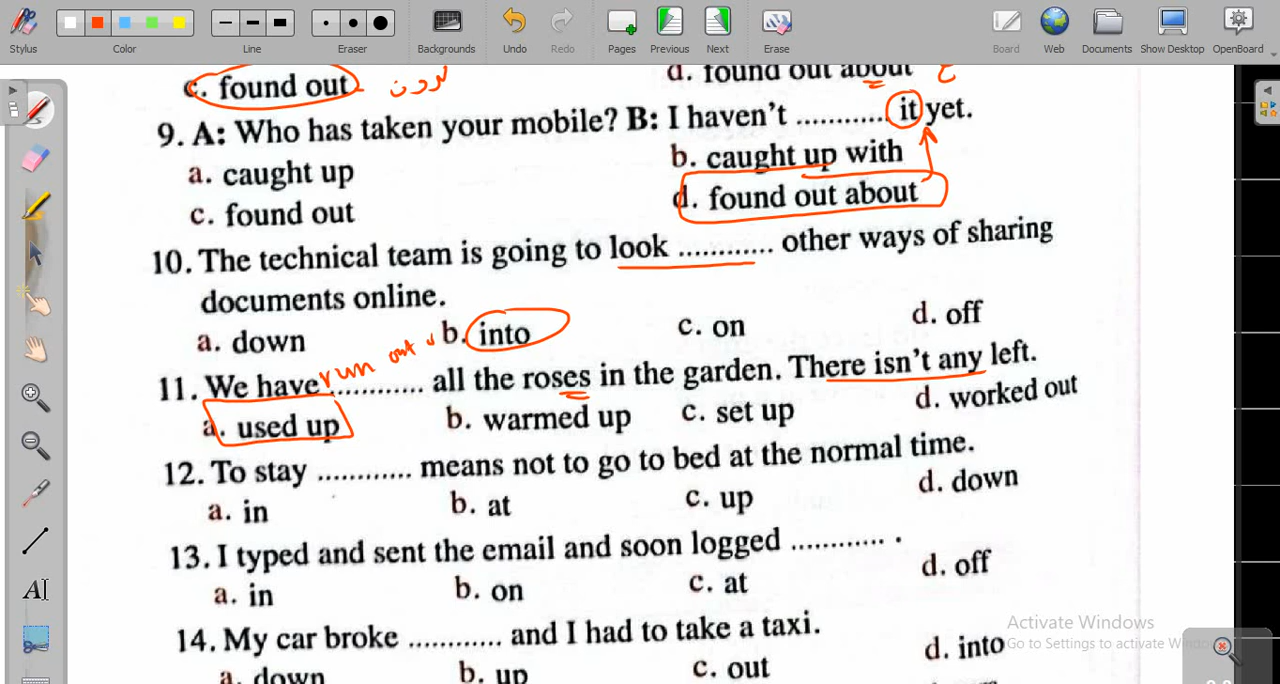 Stylus Color Line Eraser Backgrounds Undo Redo Pages Previous Next Erase Board Web Documents Show Desktop OpenBoard
c. found out بدون d. found out about
9. A: Who has taken your mobile? B: I haven't ............ it yet.
a. caught up b. caught up with
c. found out d. found out about
10. The technical team is going to look ............ other ways of sharing
documents online.
a. down b. into c. on d. off
run out
11. We have ............ all the roses in the garden. There isn't any left.
a. used up b. warmed up c. set up d. worked out
12. To stay ............ means not to go to bed at the normal time.
a. in b. at c. up d. down
13. I typed and sent the email and soon logged ............ .
a. in b. on c. at d. off
14. My car broke ............ and I had to take a taxi.
a. down b. up c. out d. into
Activate Windows
Go to Settings to activate W